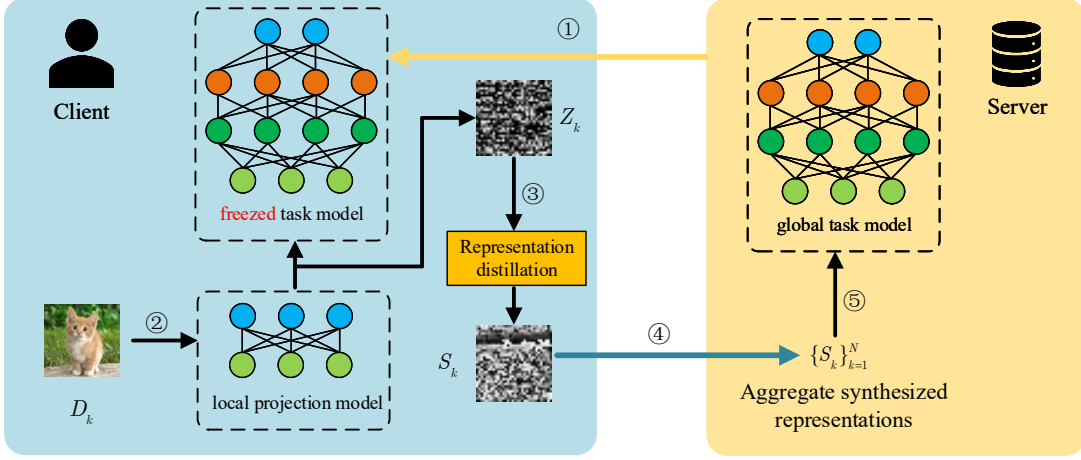 Client
①
Server
Z_k
③
freezed task model
global task model
Representation
distillation
②
⑤
④
S_k
{S_k}_{k=1}^N
D_k
local projection model
Aggregate synthesized
representations